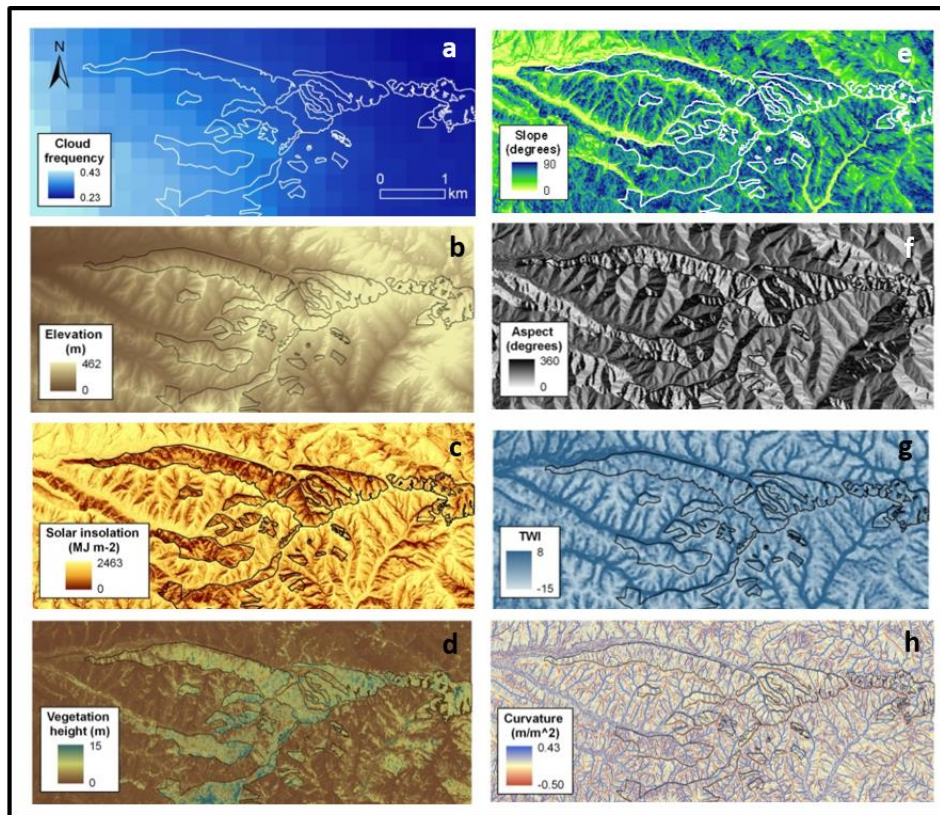 a
N
Cloud
frequency
0.43
0.23
0 1
km
b
Elevation
(m)
462
0
c
Solar insolation
(MJ m-2)
2463
0
d
Vegetation
height (m)
15
0
e
Slope
(degrees)
90
0
f
Aspect
(degrees)
360
0
g
TWI
8
-15
h
Curvature
(m/m^2)
0.43
-0.50